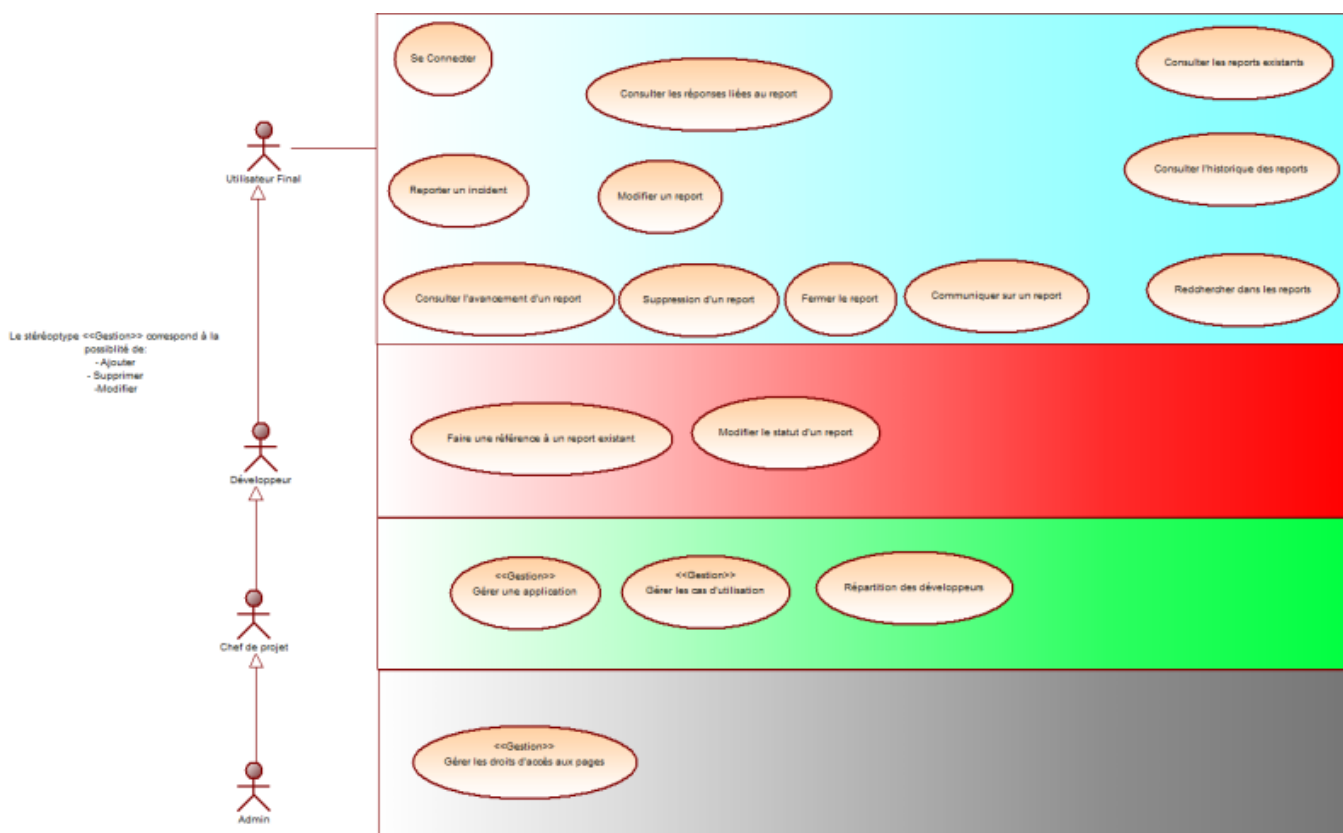 Se Connecter
Consulter les réponses liées au report
Consulter les reports existants
Utilisateur Final
Reporter un incident
Modifier un report
Consulter l'historique des reports
Consulter l'avancement d'un report
Suppression d'un report
Fermer le report
Communiquer sur un report
Redchercher dans les reports
Le stéréoptype <<Gestion>> correspond à la
possiblité de:
- Ajouter
- Supprimer
-Modifier
Développeur
Faire une référence à un report existant
Modifier le statut d'un report
Chef de projet
<<Gestion>>
Gérer une application
<<Gestion>>
Gérer les cas d'utilisation
Répartition des développeurs
Admin
<<Gestion>>
Gérer les droits d'accès aux pages